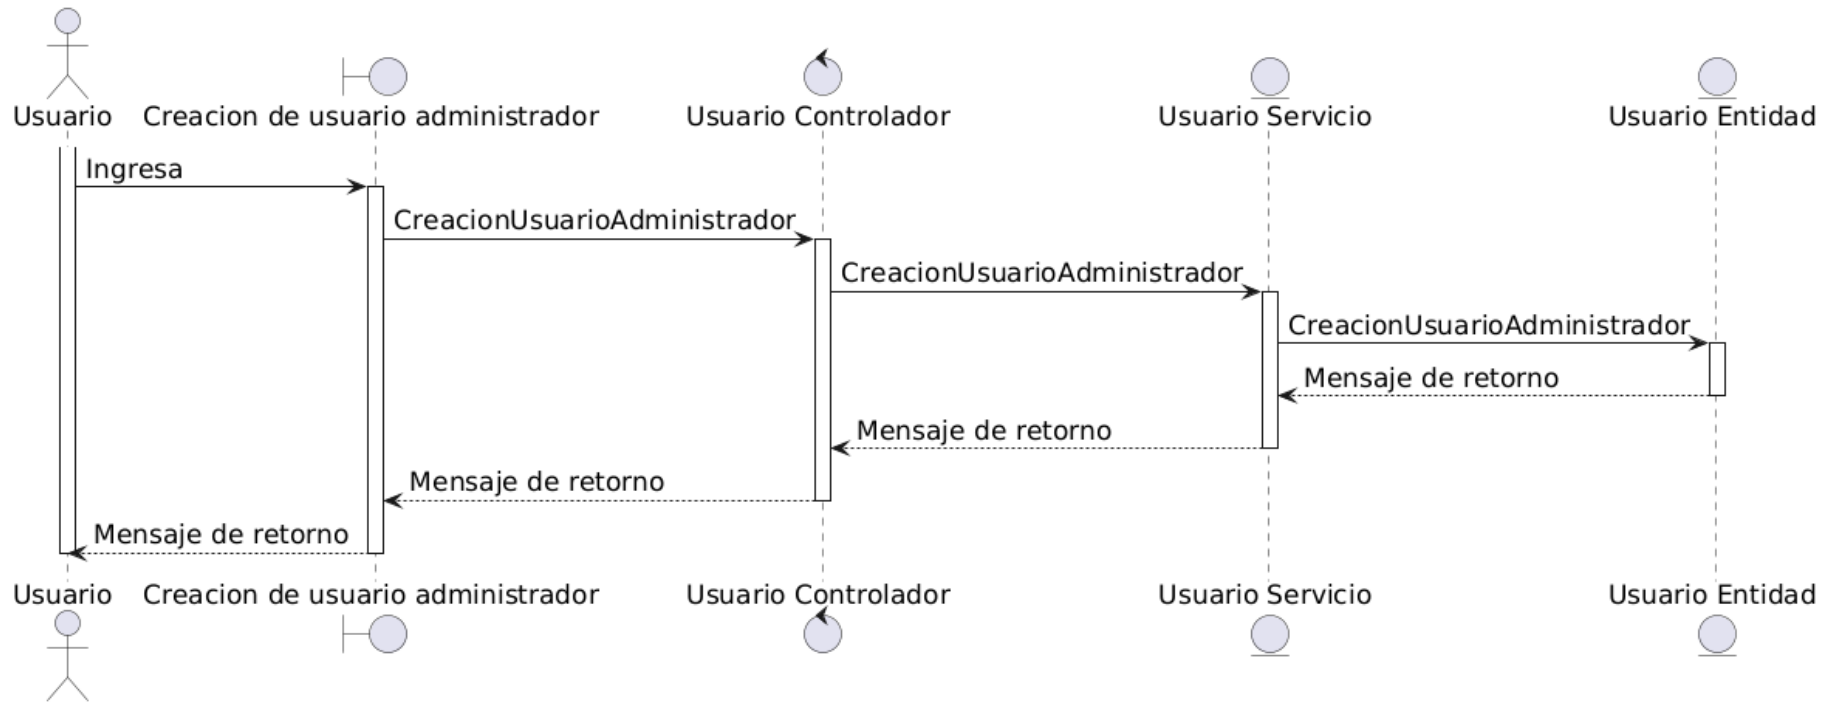 Usuario
Creacion de usuario administrador
Usuario Controlador
Usuario Servicio
Usuario Entidad
Ingresa
CreacionUsuarioAdministrador
CreacionUsuarioAdministrador
CreacionUsuarioAdministrador
Mensaje de retorno
Mensaje de retorno
Mensaje de retorno
Mensaje de retorno
Usuario
Creacion de usuario administrador
Usuario Controlador
Usuario Servicio
Usuario Entidad